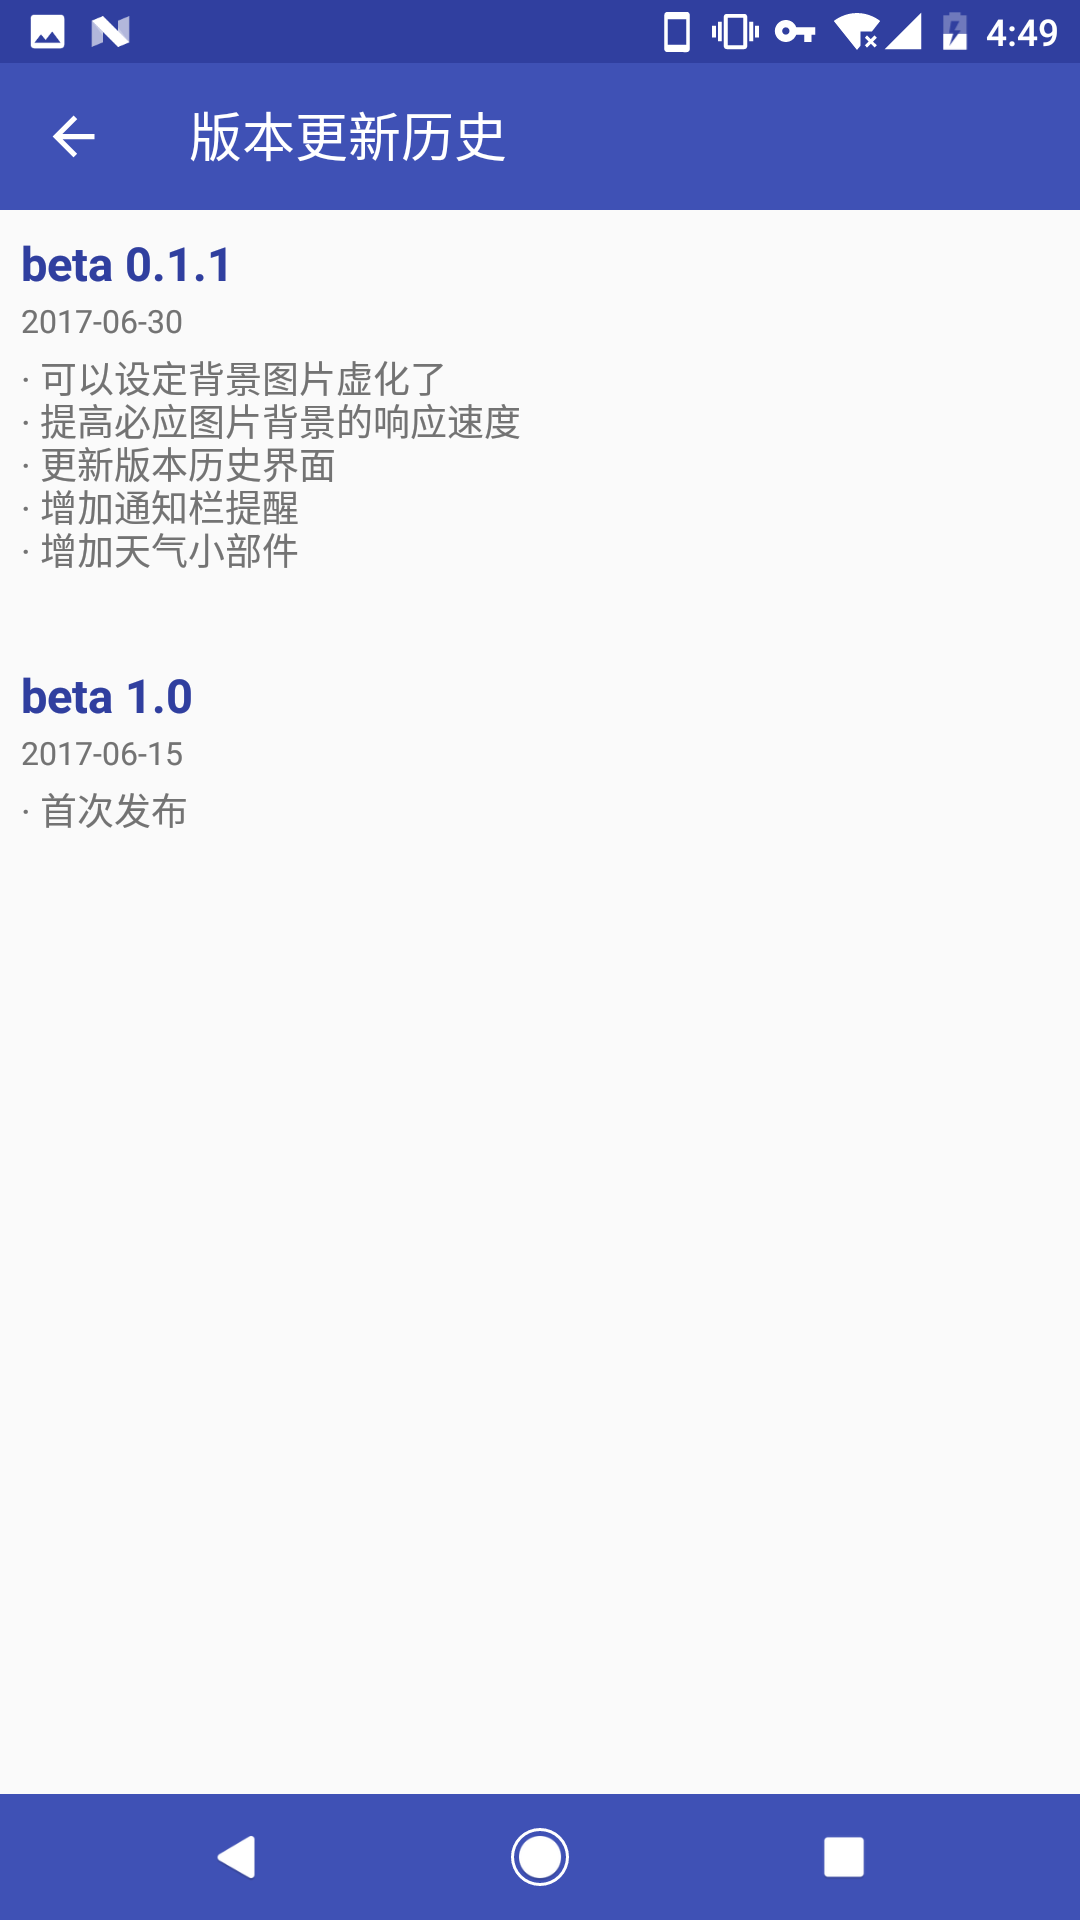 4:49
版本更新历史
beta 0.1.1
2017-06-30
· 可以设定背景图片虚化了
· 提高必应图片背景的响应速度
· 更新版本历史界面
· 增加通知栏提醒
· 增加天气小部件
beta 1.0
2017-06-15
· 首次发布